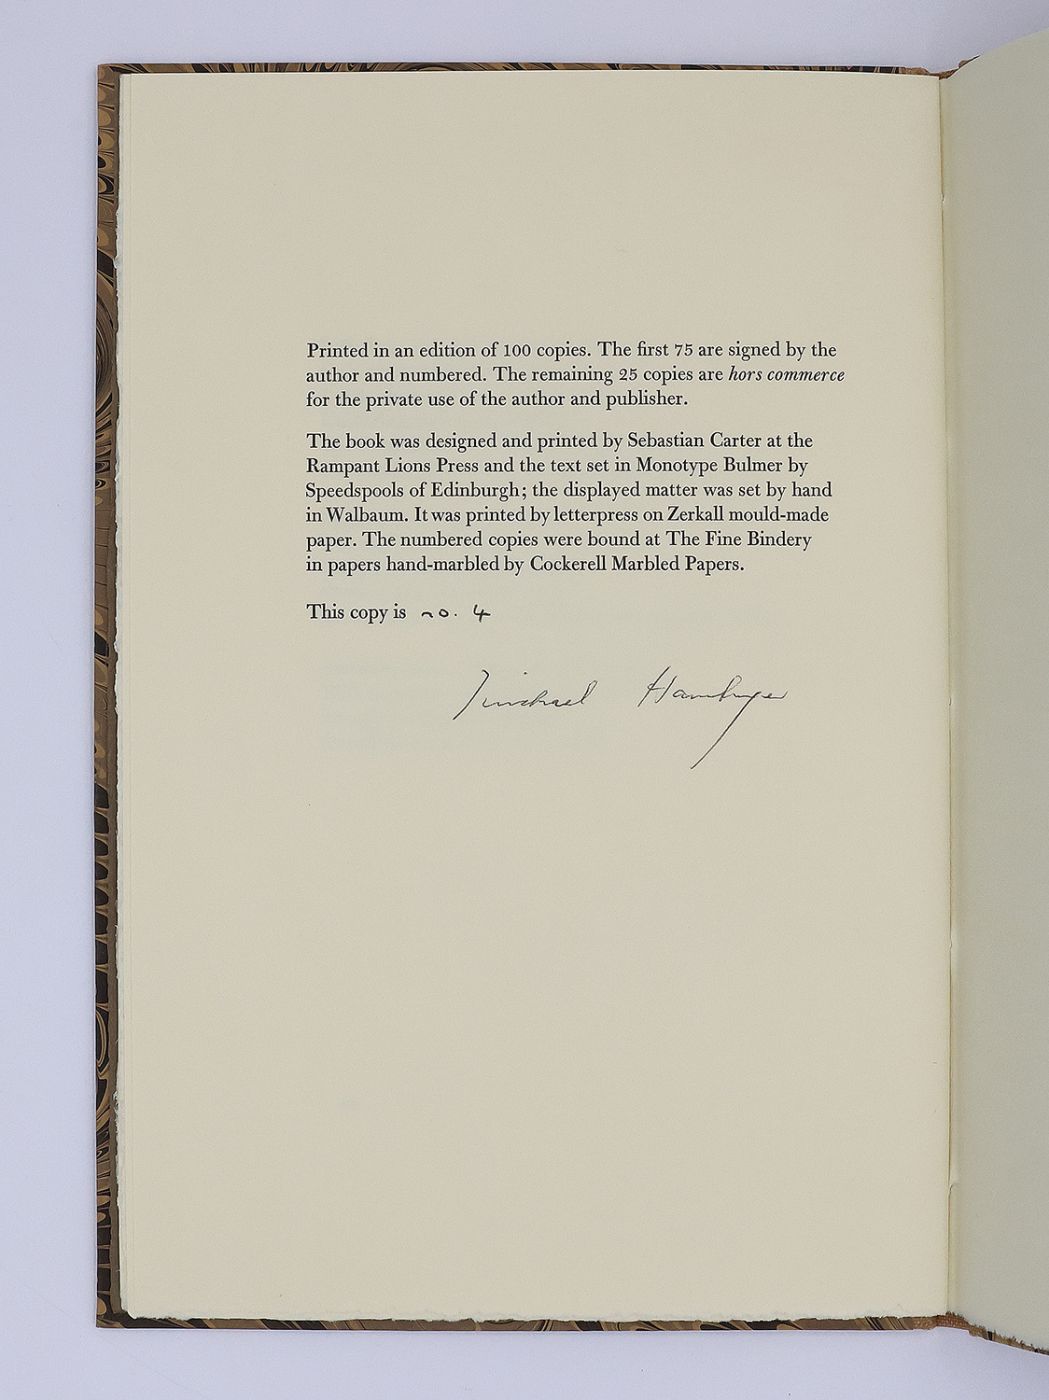 Printed in an edition of 100 copies. The first 75 are signed by the
author and numbered. The remaining 25 copies are hors commerce
for the private use of the author and publisher.
The book was designed and printed by Sebastian Carter at the
Rampant Lions Press and the text set in Monotype Bulmer by
Speedspools of Edinburgh; the displayed matter was set by hand
in Walbaum. It was printed by letterpress on Zerkall mould-made
paper. The numbered copies were bound at The Fine Bindery
in papers hand-marbled by Cockerell Marbled Papers.
This copy is no. 4
Michael Hamburger